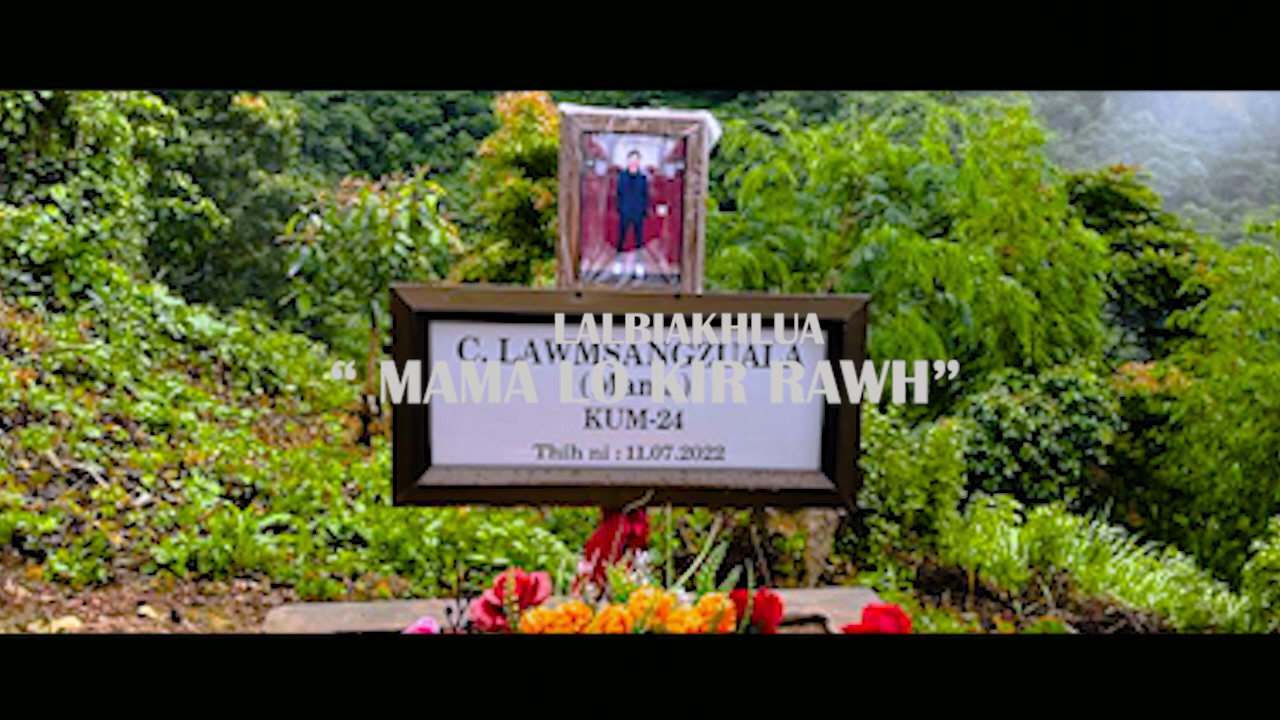 LALBIAKHLUA
C. LAWMSANGZUALA
“ MAMA LO KIR RAWH”
KUM-24
Thih ni : 11.07.2022